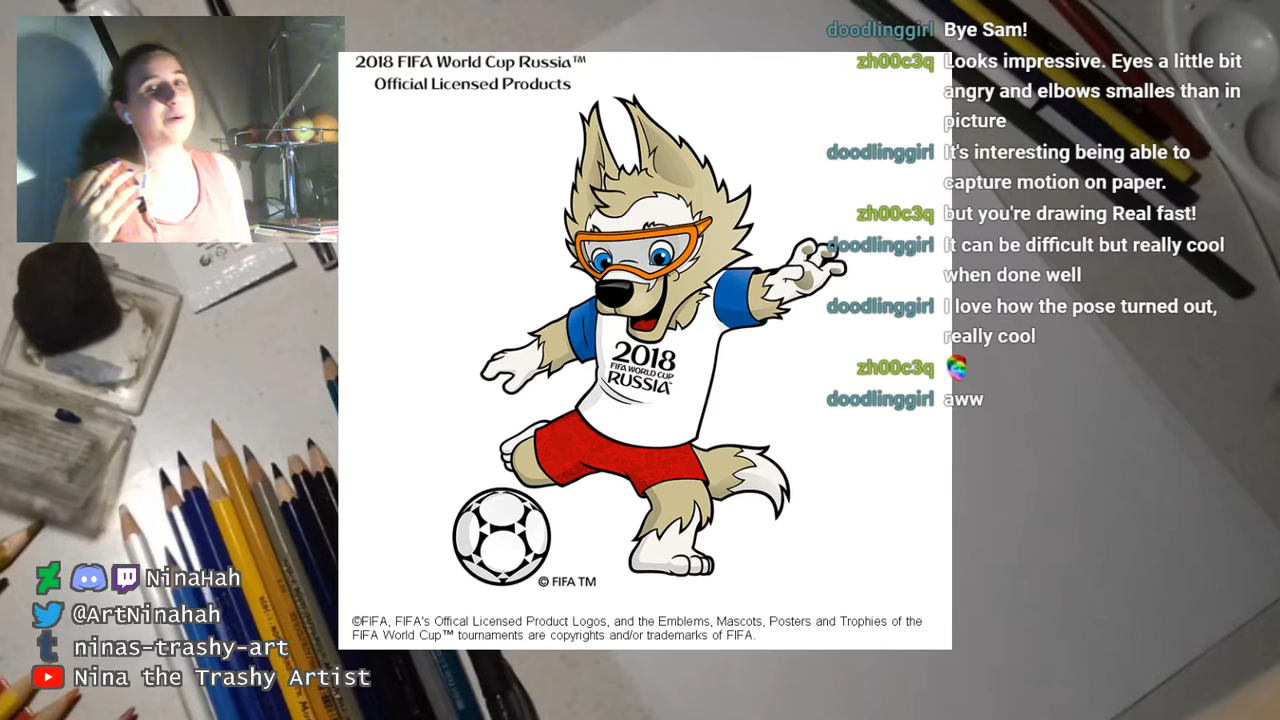 2018 FIFA World Cup Russia™
Official Licensed Products
2018
FIFA WORLD CUP
RUSSIA
© FIFA TM
©FIFA, FIFA's Offical Licensed Product Logos, and the Emblems, Mascots, Posters and Trophies of the
FIFA World Cup™ tournaments are copyrights and/or trademarks of FIFA.
doodlinggirl Bye Sam!
zh00c3q Looks impressive. Eyes a little bit
angry and elbows smalles than in
picture
doodlinggirl It's interesting being able to
capture motion on paper.
zh00c3q but you're drawing Real fast!
doodlinggirl It can be difficult but really cool
when done well
doodlinggirl I love how the pose turned out,
really cool
zh00c3q
doodlinggirl aww
NinaHah
@ArtNinahah
ninas-trashy-art
Nina the Trashy Artist